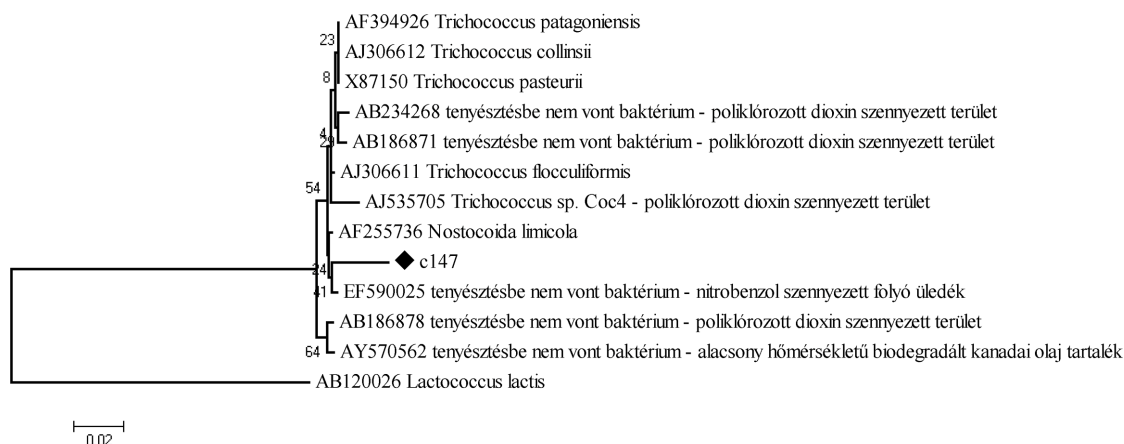 AF394926 Trichococcus patagoniensis
23
AJ306612 Trichococcus collinsii
8
X87150 Trichococcus pasteurii
AB234268 tenyésztésbe nem vont baktérium - poliklórozott dioxin szennyezett terület
4
29
AB186871 tenyésztésbe nem vont baktérium - poliklórozott dioxin szennyezett terület
AJ306611 Trichococcus flocculiformis
54
AJ535705 Trichococcus sp. Coc4 - poliklórozott dioxin szennyezett terület
AF255736 Nostocoida limicola
c147
24
41
EF590025 tenyésztésbe nem vont baktérium - nitrobenzol szennyezett folyó üledék
AB186878 tenyésztésbe nem vont baktérium - poliklórozott dioxin szennyezett terület
64
AY570562 tenyésztésbe nem vont baktérium - alacsony hőmérsékletű biodegradált kanadai olaj tartalék
AB120026 Lactococcus lactis
0.02